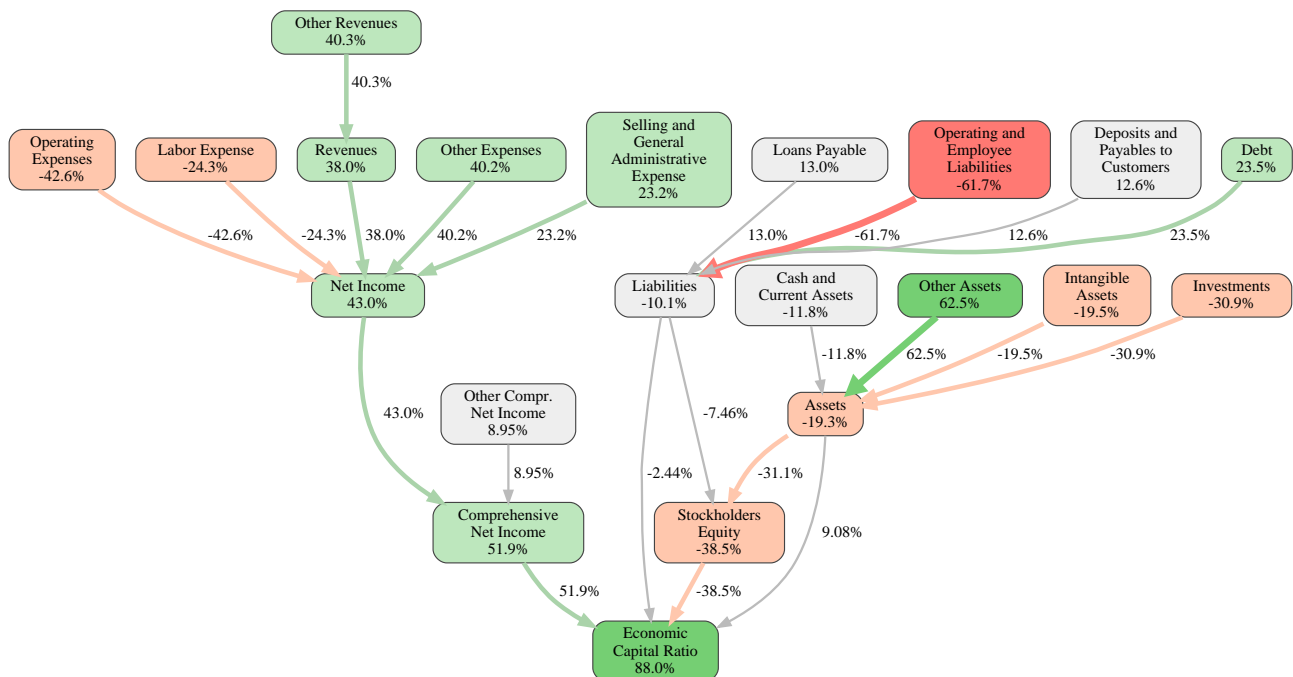 Other Revenues
40.3%
40.3%
Operating
Expenses
-42.6%
Labor Expense
-24.3%
Revenues
38.0%
Other Expenses
40.2%
Selling and
General
Administrative
Expense
23.2%
Loans Payable
13.0%
Operating and
Employee
Liabilities
-61.7%
Deposits and
Payables to
Customers
12.6%
Debt
23.5%
-42.6%
-24.3%
38.0%
40.2%
23.2%
13.0%
-61.7%
12.6%
23.5%
Net Income
43.0%
Liabilities
-10.1%
Cash and
Current Assets
-11.8%
Other Assets
62.5%
Intangible
Assets
-19.5%
Investments
-30.9%
-11.8%
62.5%
-19.5%
-30.9%
43.0%
Other Compr.
Net Income
8.95%
-7.46%
Assets
-19.3%
8.95%
-2.44%
-31.1%
9.08%
Comprehensive
Net Income
51.9%
Stockholders
Equity
-38.5%
51.9%
-38.5%
Economic
Capital Ratio
88.0%